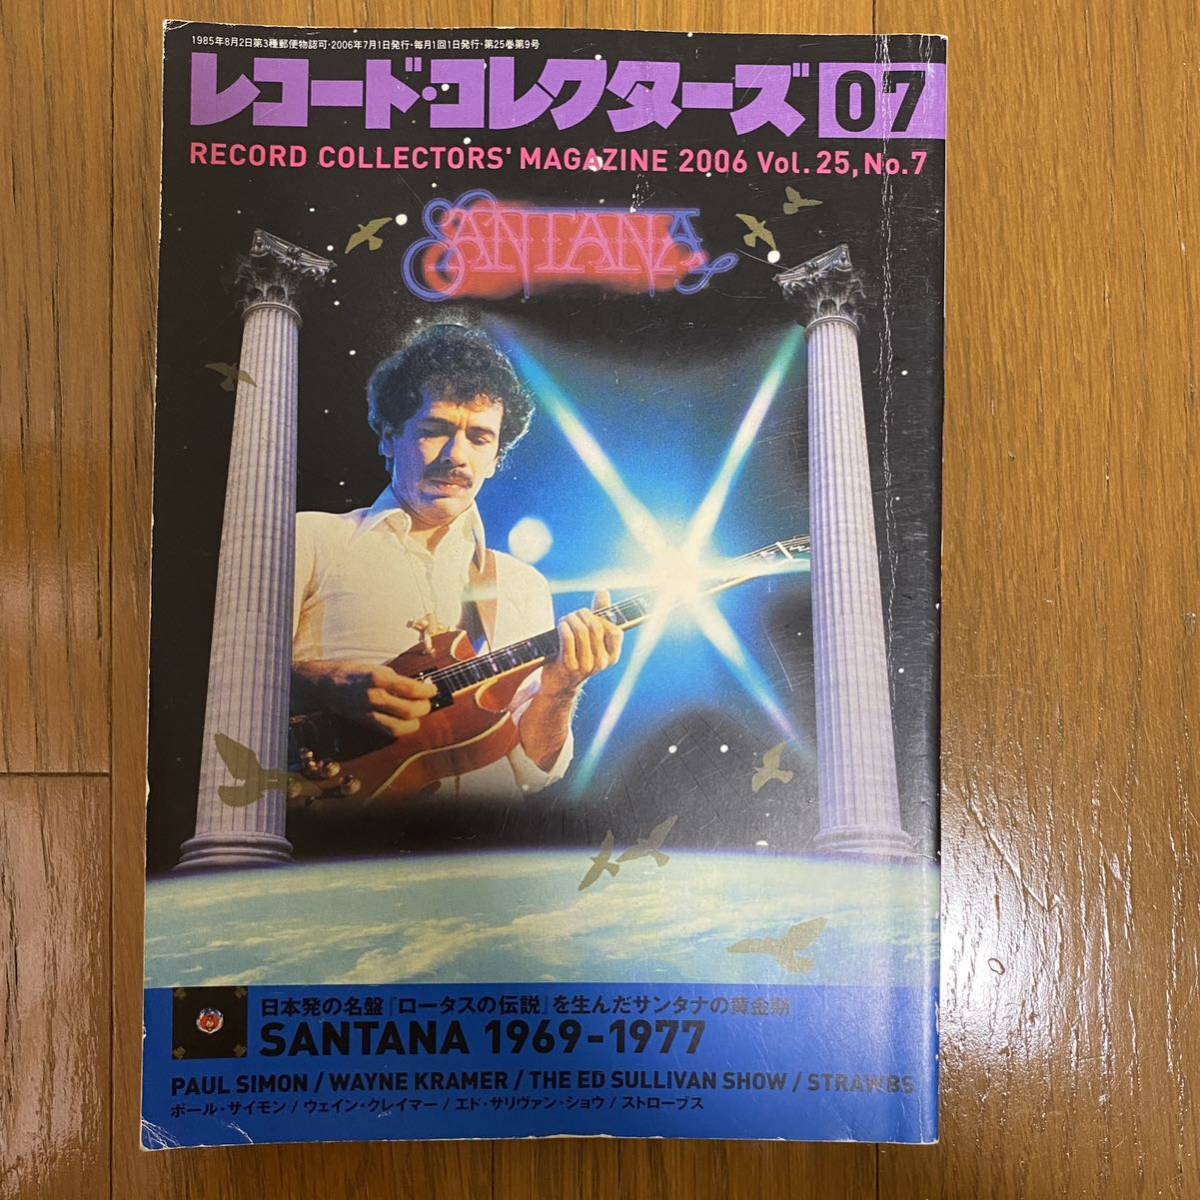 1985年8月2日第3種郵便物認可・2006年7月1日発行・毎月1回1日発行・第25巻第9号
レコード・コレクターズ 07
RECORD COLLECTORS' MAGAZINE 2006 Vol. 25, No.7
SANTANA
日本発の名盤『ロータスの伝説』を生んだサンタナの黄金期
SANTANA 1969-1977
PAUL SIMON / WAYNE KRAMER / THE ED SULLIVAN SHOW / STRAWBS
ポール・サイモン / ウェイン・クレイマー / エド・サリヴァン・ショウ / ストローブス